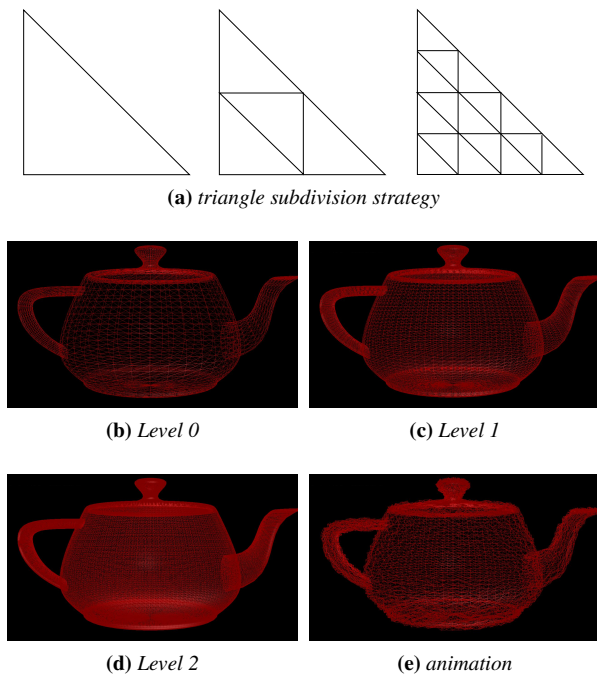 (a) triangle subdivision strategy
(b) Level 0
(c) Level 1
(d) Level 2
(e) animation